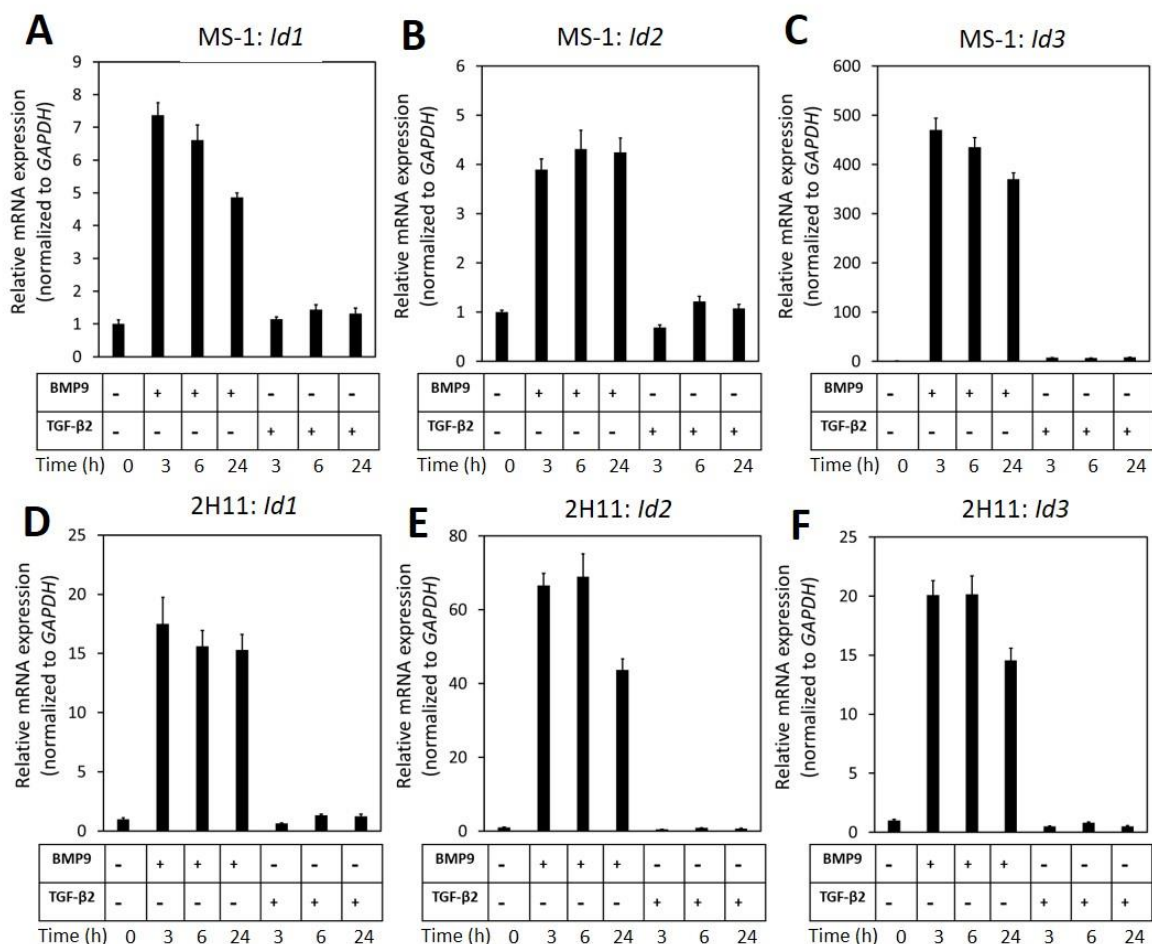 A
MS-1: Id1
Relative mRNA expression
(normalized to GAPDH)
9
8
7
6
5
4
3
2
1
0
BMP9 - + + + - - -
TGF-β2 - - - - + + +
Time (h) 0 3 6 24 3 6 24
B
MS-1: Id2
Relative mRNA expression
(normalized to GAPDH)
6
5
4
3
2
1
0
BMP9 - + + + - - -
TGF-β2 - - - - + + +
Time (h) 0 3 6 24 3 6 24
C
MS-1: Id3
Relative mRNA expression
(normalized to GAPDH)
600
500
400
300
200
100
0
BMP9 - + + + - - -
TGF-β2 - - - - + + +
Time (h) 0 3 6 24 3 6 24
D
2H11: Id1
Relative mRNA expression
(normalized to GAPDH)
25
20
15
10
5
0
BMP9 - + + + - - -
TGF-β2 - - - - + + +
Time (h) 0 3 6 24 3 6 24
E
2H11: Id2
Relative mRNA expression
(normalized to GAPDH)
80
60
40
20
0
BMP9 - + + + - - -
TGF-β2 - - - - + + +
Time (h) 0 3 6 24 3 6 24
F
2H11: Id3
Relative mRNA expression
(normalized to GAPDH)
25
20
15
10
5
0
BMP9 - + + + - - -
TGF-β2 - - - - + + +
Time (h) 0 3 6 24 3 6 24